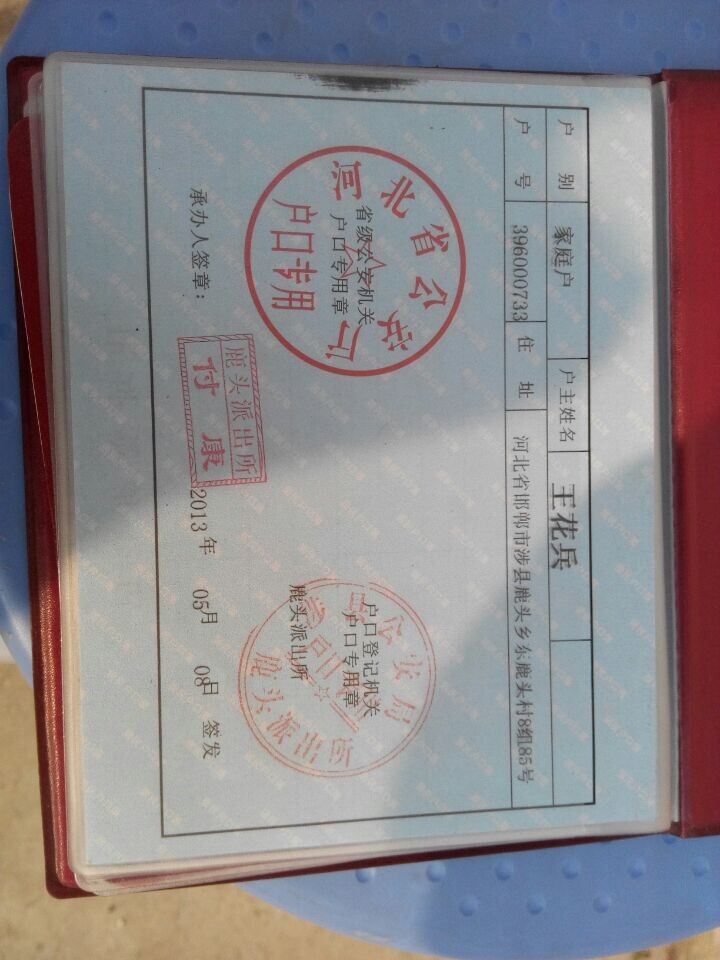 户 别 家庭户 户主姓名 王花兵
户 号 396000733 住 址 河北省邯郸市涉县鹿头乡东鹿头村8组85号
河北省公安厅
户口专用
省级公安机关
户口专用章
公安局
鹿头派出所
户口登记机关
户口专用章
鹿头派出所
承办人签章：
鹿头派出所
付康
2013年 05月 08日 签发